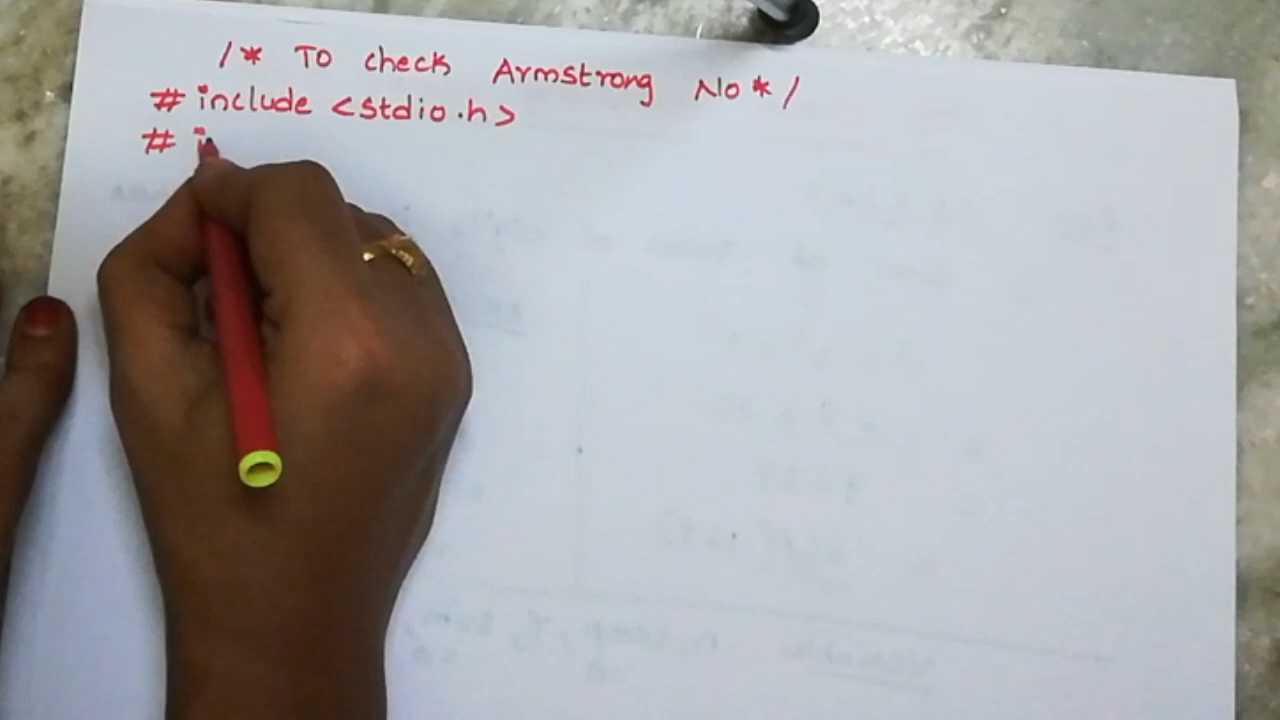 /* To check Armstrong No */
# include <stdio.h>
# i